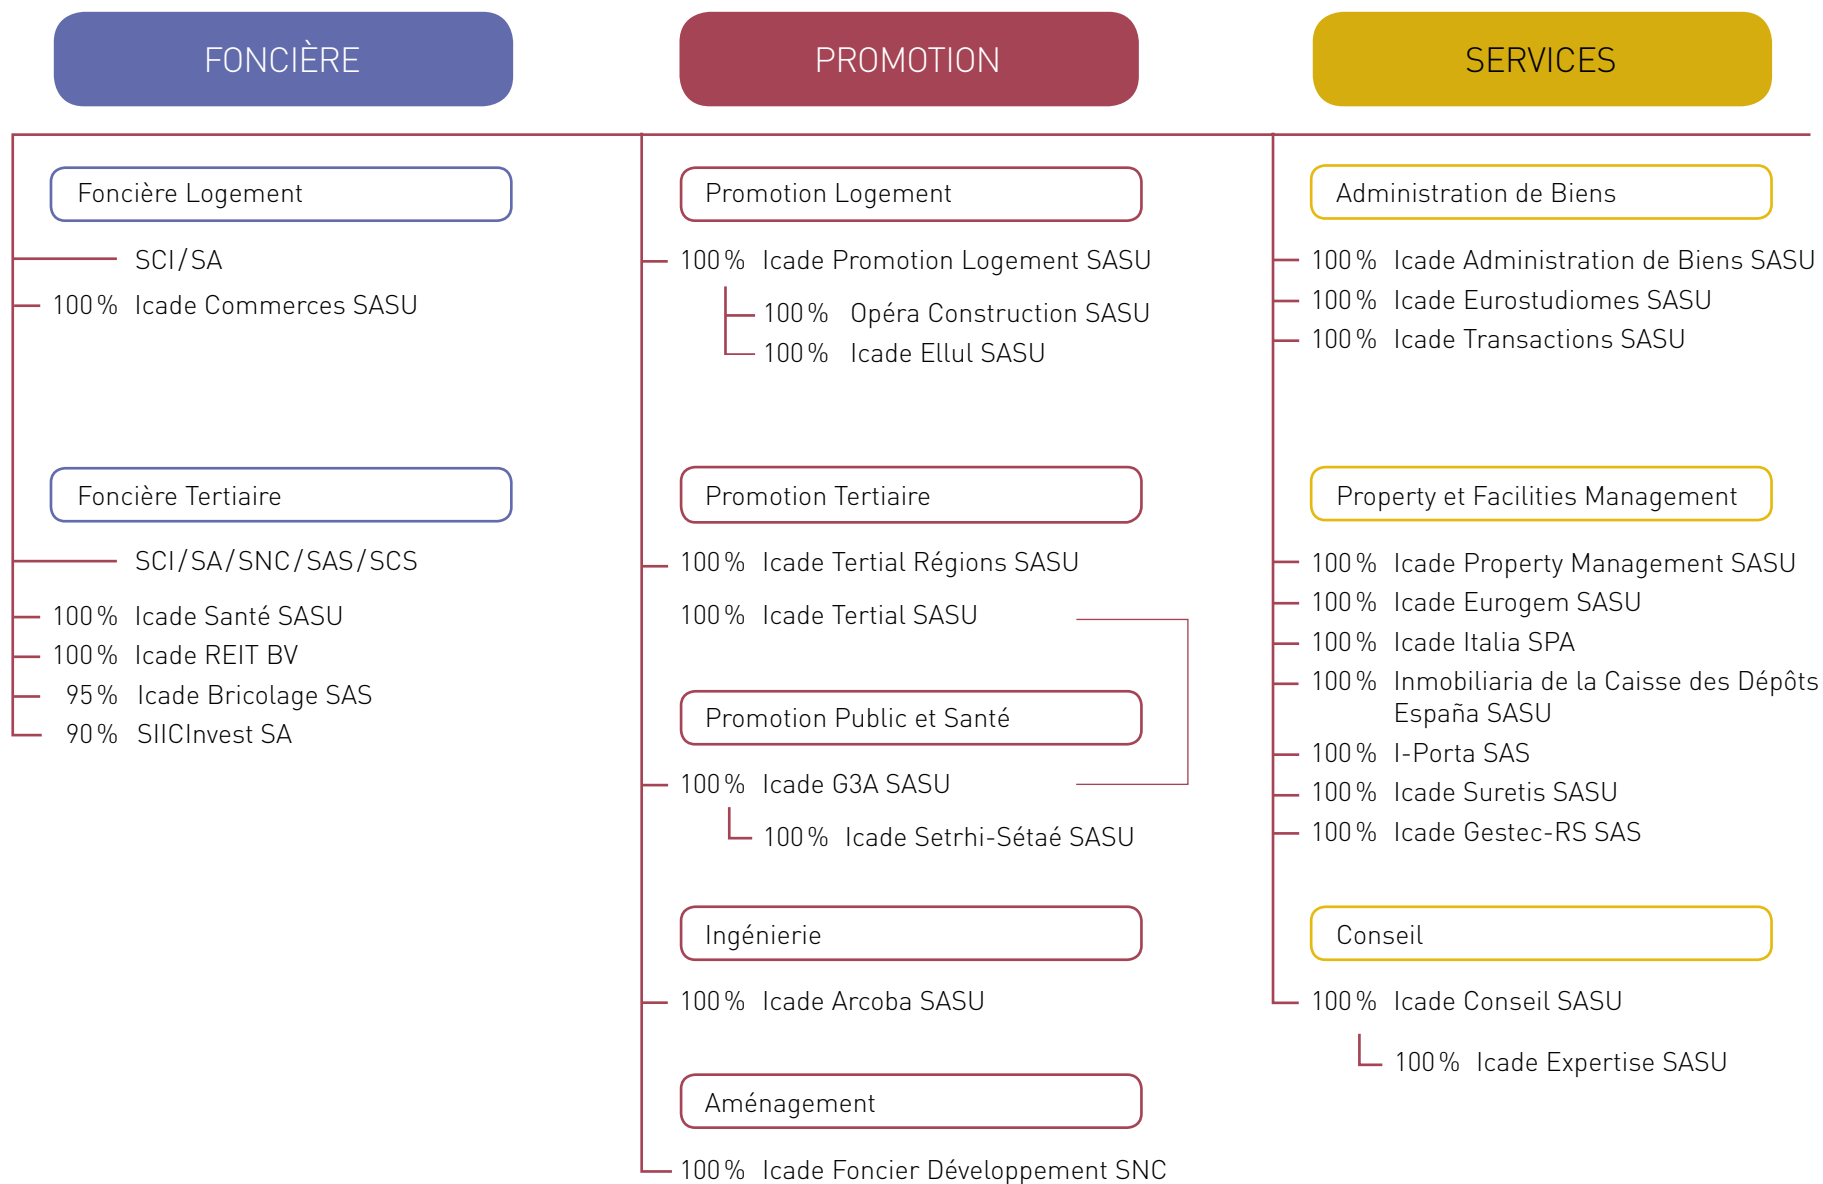 FONCIÈRE
Foncière Logement
SCI/SA
100% Icade Commerces SASU
Foncière Tertiaire
SCI/SA/SNC/SAS/SCS
100% Icade Santé SASU
100% Icade REIT BV
95% Icade Bricolage SAS
90% SIICInvest SA
PROMOTION
Promotion Logement
100% Icade Promotion Logement SASU
100% Opéra Construction SASU
100% Icade Ellul SASU
Promotion Tertiaire
100% Icade Tertial Régions SASU
100% Icade Tertial SASU
Promotion Public et Santé
100% Icade G3A SASU
100% Icade Setrhi-Sétaé SASU
Ingénierie
100% Icade Arcoba SASU
Aménagement
100% Icade Foncier Développement SNC
SERVICES
Administration de Biens
100% Icade Administration de Biens SASU
100% Icade Eurostudiomes SASU
100% Icade Transactions SASU
Property et Facilities Management
100% Icade Property Management SASU
100% Icade Eurogem SASU
100% Icade Italia SPA
100% Inmobiliaria de la Caisse des Dépôts
España SASU
100% I-Porta SAS
100% Icade Suretis SASU
100% Icade Gestec-RS SAS
Conseil
100% Icade Conseil SASU
100% Icade Expertise SASU